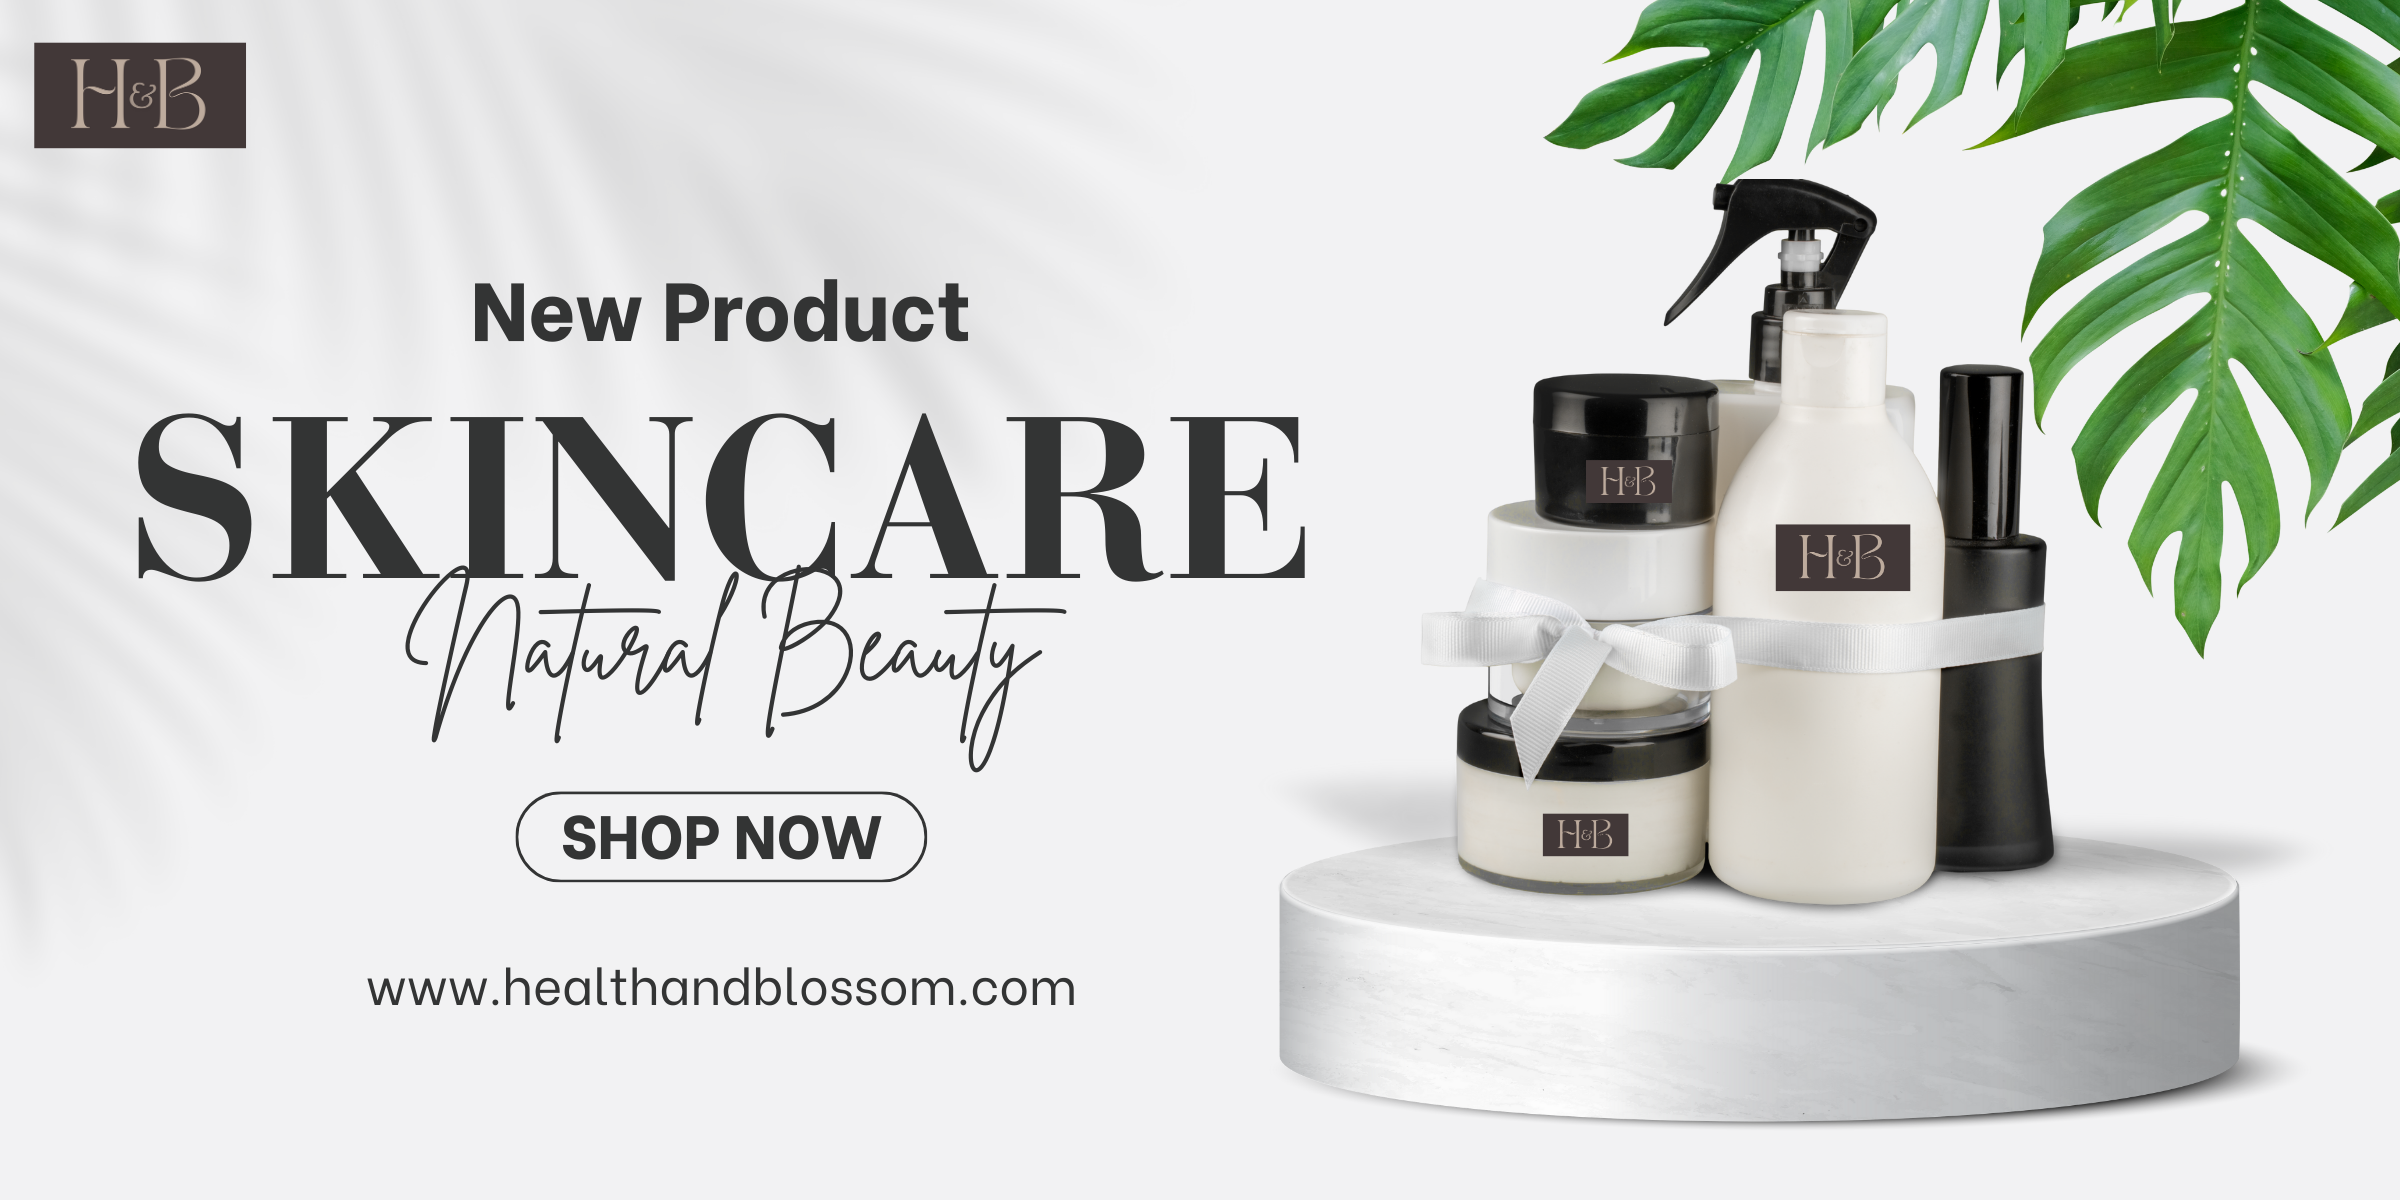 H&B
New Product
SKINCARE
Natural Beauty
SHOP NOW
www.healthandblossom.com
H&B
H&B
H&B